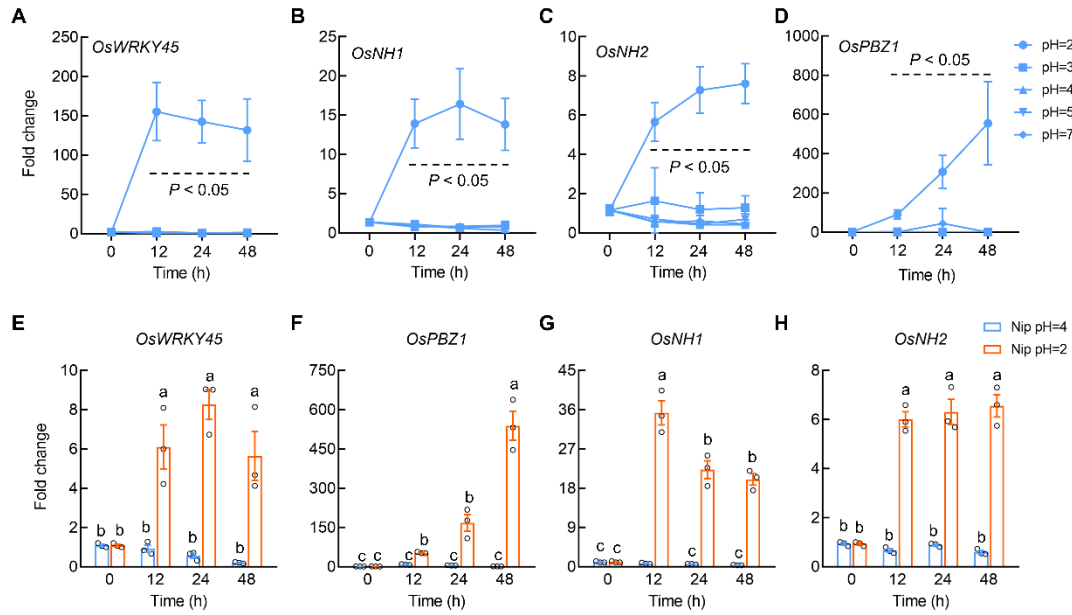 A
OsWRKY45
Fold change
200
150
100
50
0
P < 0.05
0 12 24 48
Time (h)
B
OsNH1
25
20
15
10
5
0
P < 0.05
0 12 24 48
Time (h)
C
OsNH2
10
8
6
4
2
0
P < 0.05
0 12 24 48
Time (h)
D
OsPBZ1
1000
800
600
400
200
0
P < 0.05
0 12 24 48
Time (h)
pH=2
pH=3
pH=4
pH=5
pH=7
E
OsWRKY45
Fold change
10
8
6
4
2
0
b b b a b a b a
0 12 24 48
Time (h)
F
OsPBZ1
750
600
450
300
150
0
c c c b c b c a
0 12 24 48
Time (h)
G
OsNH1
45
36
27
18
9
0
c c c a c b c b
0 12 24 48
Time (h)
H
OsNH2
8
6
4
2
0
b b b a b a b a
0 12 24 48
Time (h)
Nip pH=4
Nip pH=2